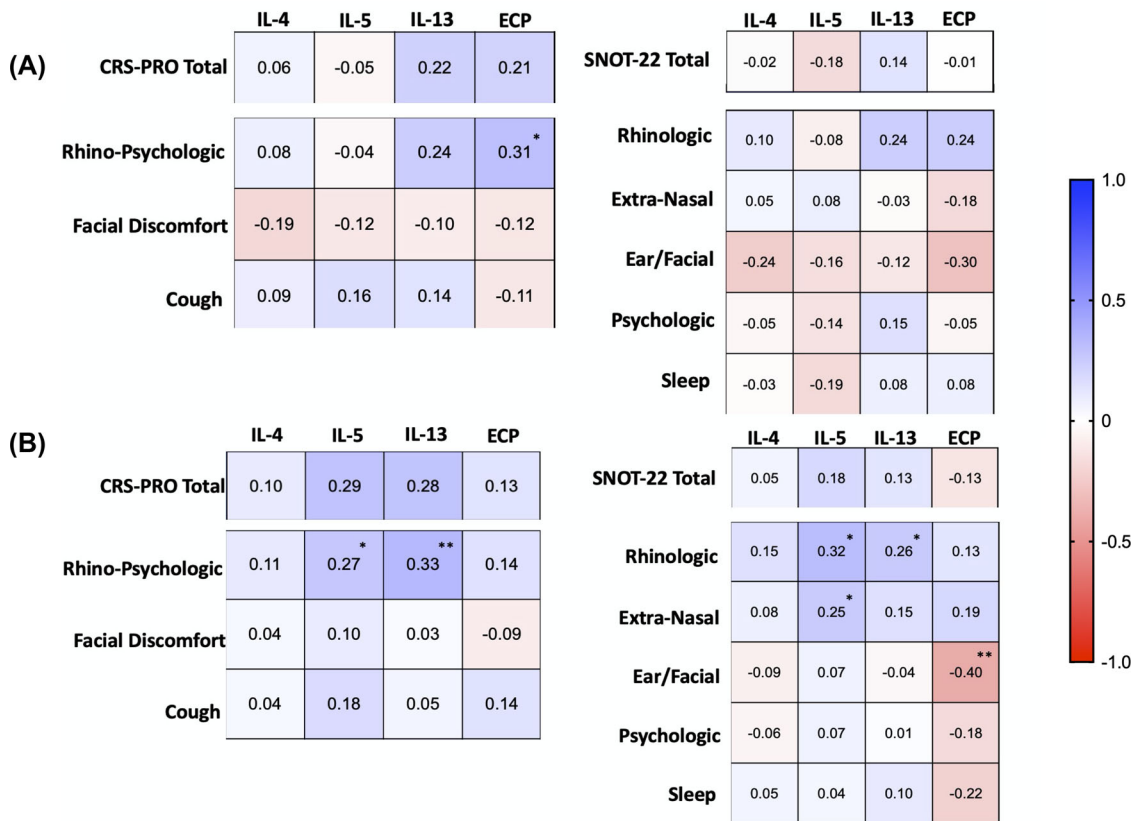 (A)
IL-4 IL-5 IL-13 ECP
CRS-PRO Total 0.06 -0.05 0.22 0.21
Rhino-Psychologic 0.08 -0.04 0.24 0.31 *
Facial Discomfort -0.19 -0.12 -0.10 -0.12
Cough 0.09 0.16 0.14 -0.11
IL-4 IL-5 IL-13 ECP
SNOT-22 Total -0.02 -0.18 0.14 -0.01
Rhinologic 0.10 -0.08 0.24 0.24
Extra-Nasal 0.05 0.08 -0.03 -0.18
Ear/Facial -0.24 -0.16 -0.12 -0.30
Psychologic -0.05 -0.14 0.15 -0.05
Sleep -0.03 -0.19 0.08 0.08
(B)
IL-4 IL-5 IL-13 ECP
CRS-PRO Total 0.10 0.29 0.28 0.13
Rhino-Psychologic 0.11 0.27 * 0.33 ** 0.14
Facial Discomfort 0.04 0.10 0.03 -0.09
Cough 0.04 0.18 0.05 0.14
IL-4 IL-5 IL-13 ECP
SNOT-22 Total 0.05 0.18 0.13 -0.13
Rhinologic 0.15 0.32 * 0.26 * 0.13
Extra-Nasal 0.08 0.25 * 0.15 0.19
Ear/Facial -0.09 0.07 -0.04 -0.40 **
Psychologic -0.06 0.07 0.01 -0.18
Sleep 0.05 0.04 0.10 -0.22
1.0
0.5
0
-0.5
-1.0